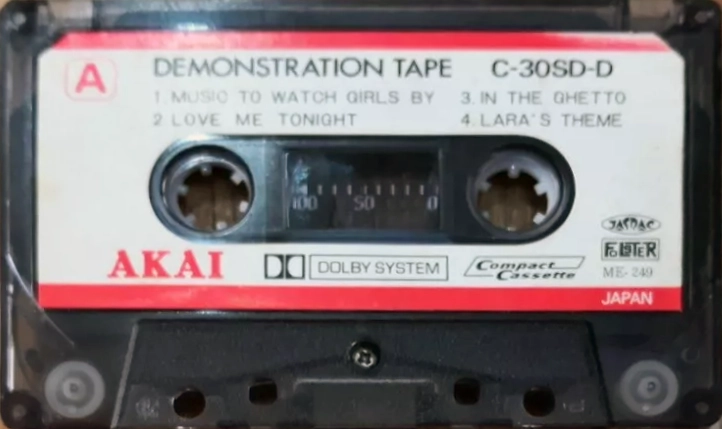 A
DEMONSTRATION TAPE C-30SD-D
1. MUSIC TO WATCH GIRLS BY 3. IN THE GHETTO
2. LOVE ME TONIGHT 4. LARA'S THEME
100 50 0
JASRAC
AKAI DOLBY SYSTEM Compact Cassette
ME-249
JAPAN